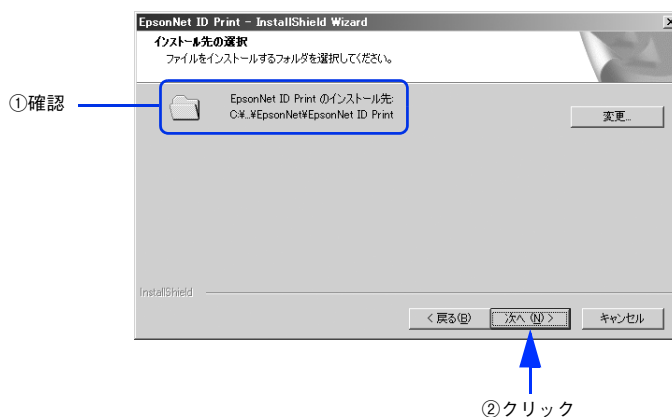 EpsonNet ID Print - InstallShield Wizard
インストール先の選択
ファイルをインストールするフォルダを選択してください。
①確認
EpsonNet ID Print のインストール先:
C:¥...¥EpsonNet¥EpsonNet ID Print
変更...
InstallShield
< 戻る(B)
次へ (N) >
キャンセル
②クリック